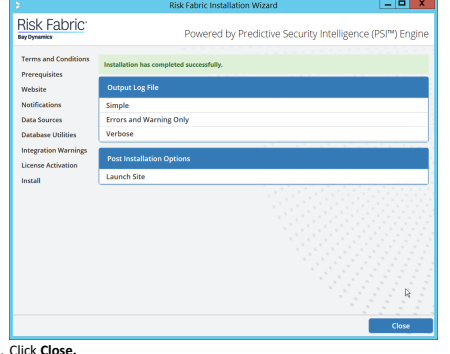 Risk Fabric Installation Wizard
Risk Fabric
Bay Dynamics
Powered by Predictive Security Intelligence (PSI™) Engine
Terms and Conditions
Prerequisites
Website
Notifications
Data Sources
Database Utilities
Integration Warnings
License Activation
Install
Installation has completed successfully.
Output Log File
Simple
Errors and Warning Only
Verbose
Post Installation Options
Launch Site
Close
. Click Close.